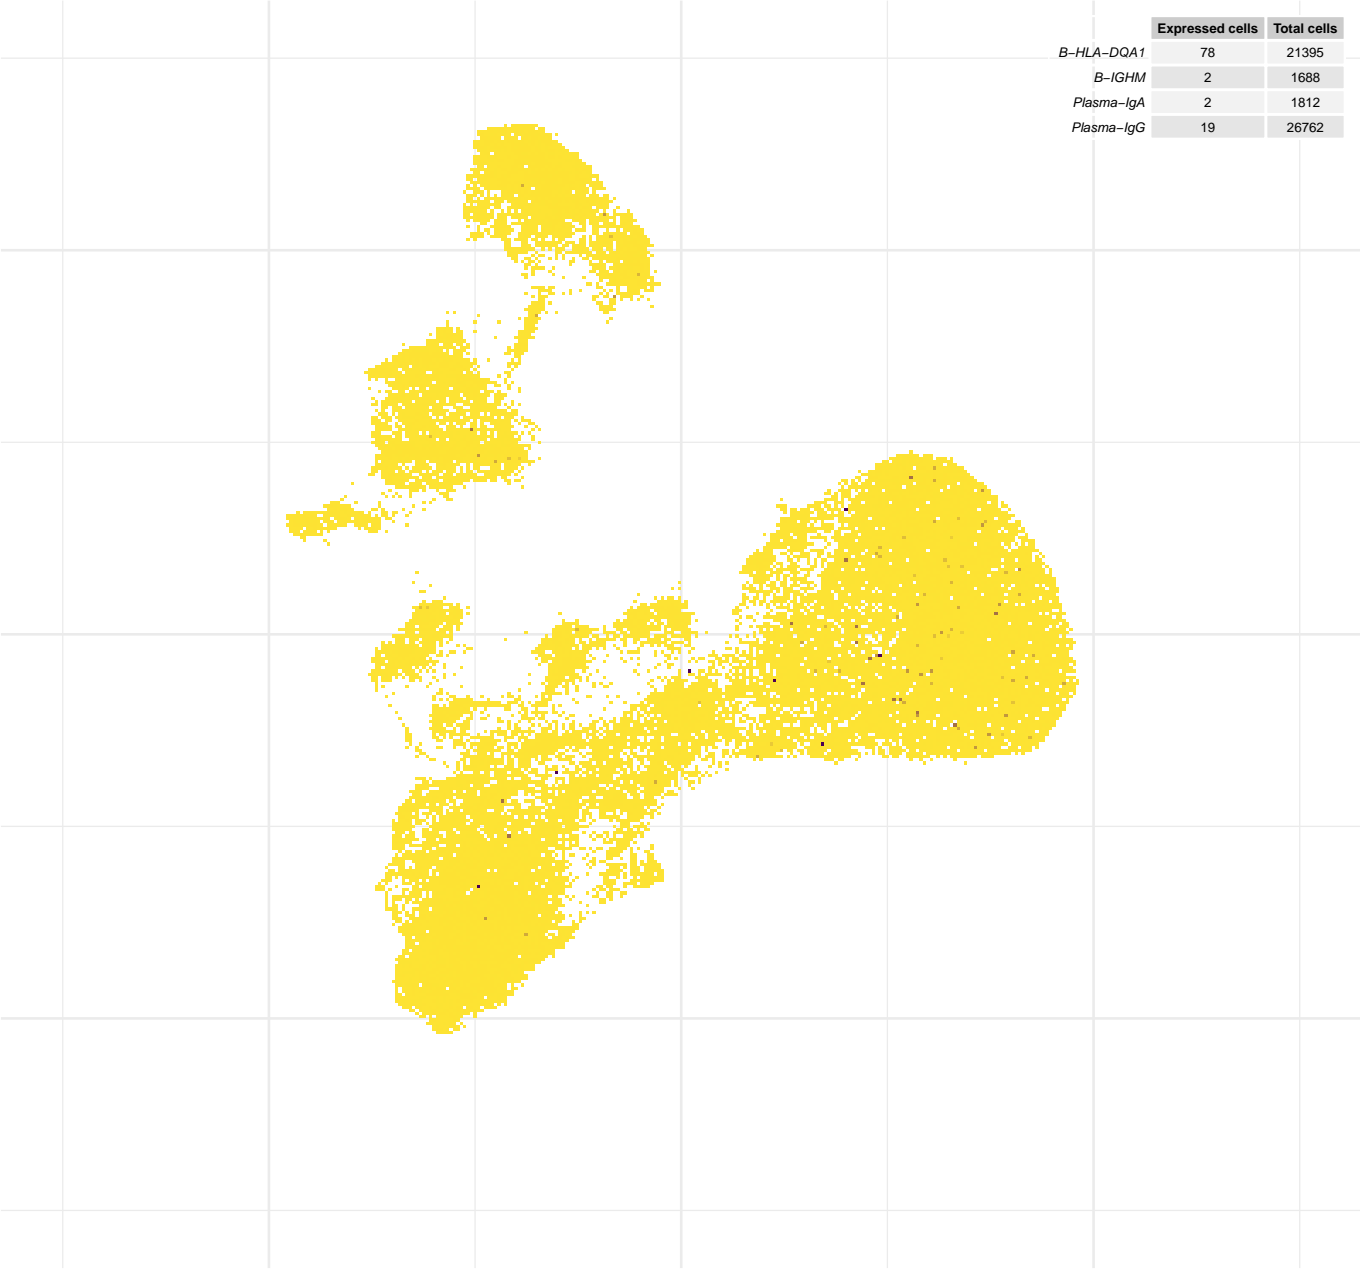 Expressed cells Total cells
B−HLA−DQA1 78 21395
B−IGHM 2 1688
Plasma−IgA 2 1812
Plasma−IgG 19 26762